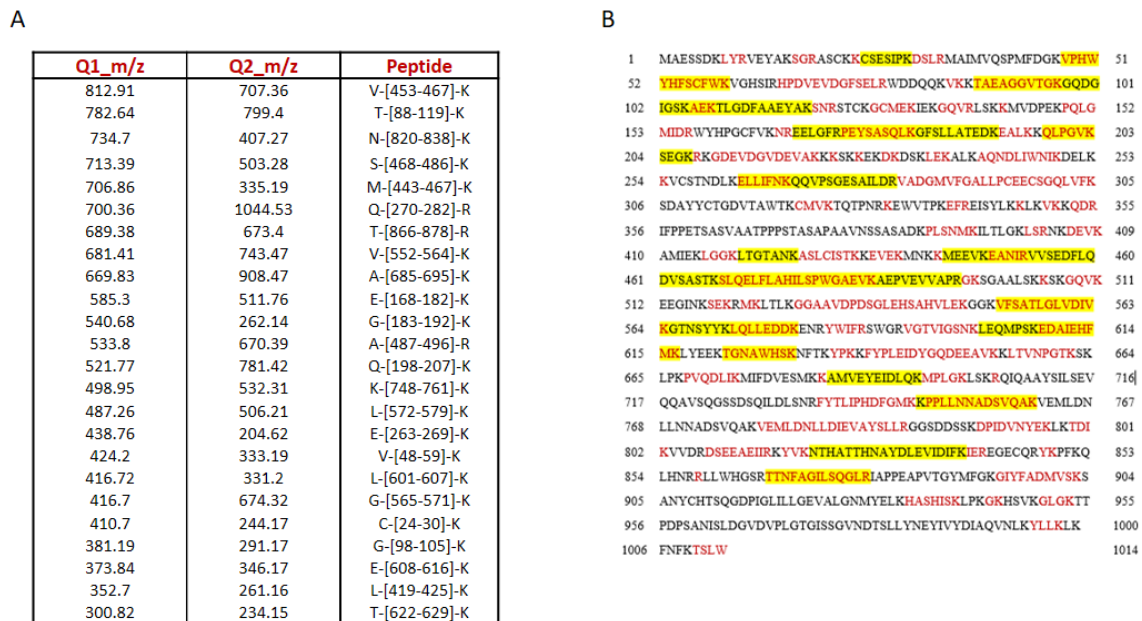 A
Q1_m/z Q2_m/z Peptide
812.91 707.36 V-[453-467]-K
782.64 799.4 T-[88-119]-K
734.7 407.27 N-[820-838]-K
713.39 503.28 S-[468-486]-K
706.86 335.19 M-[443-467]-K
700.36 1044.53 Q-[270-282]-R
689.38 673.4 T-[866-878]-R
681.41 743.47 V-[552-564]-K
669.83 908.47 A-[685-695]-K
585.3 511.76 E-[168-182]-K
540.68 262.14 G-[183-192]-K
533.8 670.39 A-[487-496]-R
521.77 781.42 Q-[198-207]-K
498.95 532.31 K-[748-761]-K
487.26 506.21 L-[572-579]-K
438.76 204.62 E-[263-269]-K
424.2 333.19 V-[48-59]-K
416.72 331.2 L-[601-607]-K
416.7 674.32 G-[565-571]-K
410.7 244.17 C-[24-30]-K
381.19 291.17 G-[98-105]-K
373.84 346.17 E-[608-616]-K
352.7 261.16 L-[419-425]-K
300.82 234.15 T-[622-629]-K
B
1 MAESSDKLYRVEYAKSGRASCKKCSESIPKDSLRMAIMVQSPMFDGKVPHW 51
52 YHFSCFWKVGHSIRHPDVEVDGFSELRWDDQQKVKKTAEAGGVTGKGQDG 101
102 IGSKAEKTLGDFAAEYAKSNRSTCKGCMEKIEKGQVRLSKKMVDPEKPQLG 152
153 MIDRWYHPGCFVKNREELGFRPEYSASQLKGFSLLATEDKEALKKQLPGVK 203
204 SEGKRKGDEVDGVDEVAKKKSKKEKDKDSKLEKALKAQNDLIWNIKDELK 253
254 KVCSTNDLKELLIFNKQQVPSGESAILDRVADGMVFGALLPCEECSGQLVFK 305
306 SDAYYCTGDVTAWTKCMVKTQTPNRKEWVTPKEFREISYLKKLKVKKQDR 355
356 IFPPETSASVAATPPPSTASAPAAVNSSASADKPLSNMKILTLGKLSRNKDEVK 409
410 AMIEKLGGKLTGTANKASLCISTKKEVEKMNKKMEEVKEANIRVVSEDFLQ 460
461 DVSASTKSLQELFLAHILSPWGAEVKAEPVEVVAPRGKSGAALSKKSKGQVK 511
512 EEGINKSEKRMKLTLKGGAAVDPDSGLEHSAHVLEKGGKVFSATLGLVDIV 563
564 KGTNSYYKLQLLEDDKENRYWIFRSWGRVGTVIGSNKLEQMPSKEDAIEHF 614
615 MKLYEEKTGNAWHSKNFTKYPKKFYPLEIDYGQDEEAVKKLTVNPGTKSK 664
665 LPKPVQDLIKMIFDVESMKKAMVEYEIDLQKMPLGKLSKRQIQAAYSILSEV 716
717 QQAVSQGSSDSQILDLSNRFYTLIPHDFGMKKPPLLNNADSVQAKVEMLDN 767
768 LLNNADSVQAKVEMLDNLLDIEVAYSLLRGGSDDSSKDPIDVNYEKLKTDI 801
802 KVVDRDSEEAEIIRKYVKNTHATTHNAYDLEVIDIFKIEREGECQRYKPFKQ 853
854 LHNRRLLWHGSRTTNFAGILSQGLRIAPPEAPVTGYMFGKGIYFADMVSKS 904
905 ANYCHTSQGDPIGLILLGEVALGNMYELKHASHISKLPKGKHSVKGLGKTT 955
956 PDPSANISLDGVDVPLGTGISSGVNDTSLLYNEYIVYDIAQVNLKYLLKLK 1000
1006 FNFKTSLW 1014